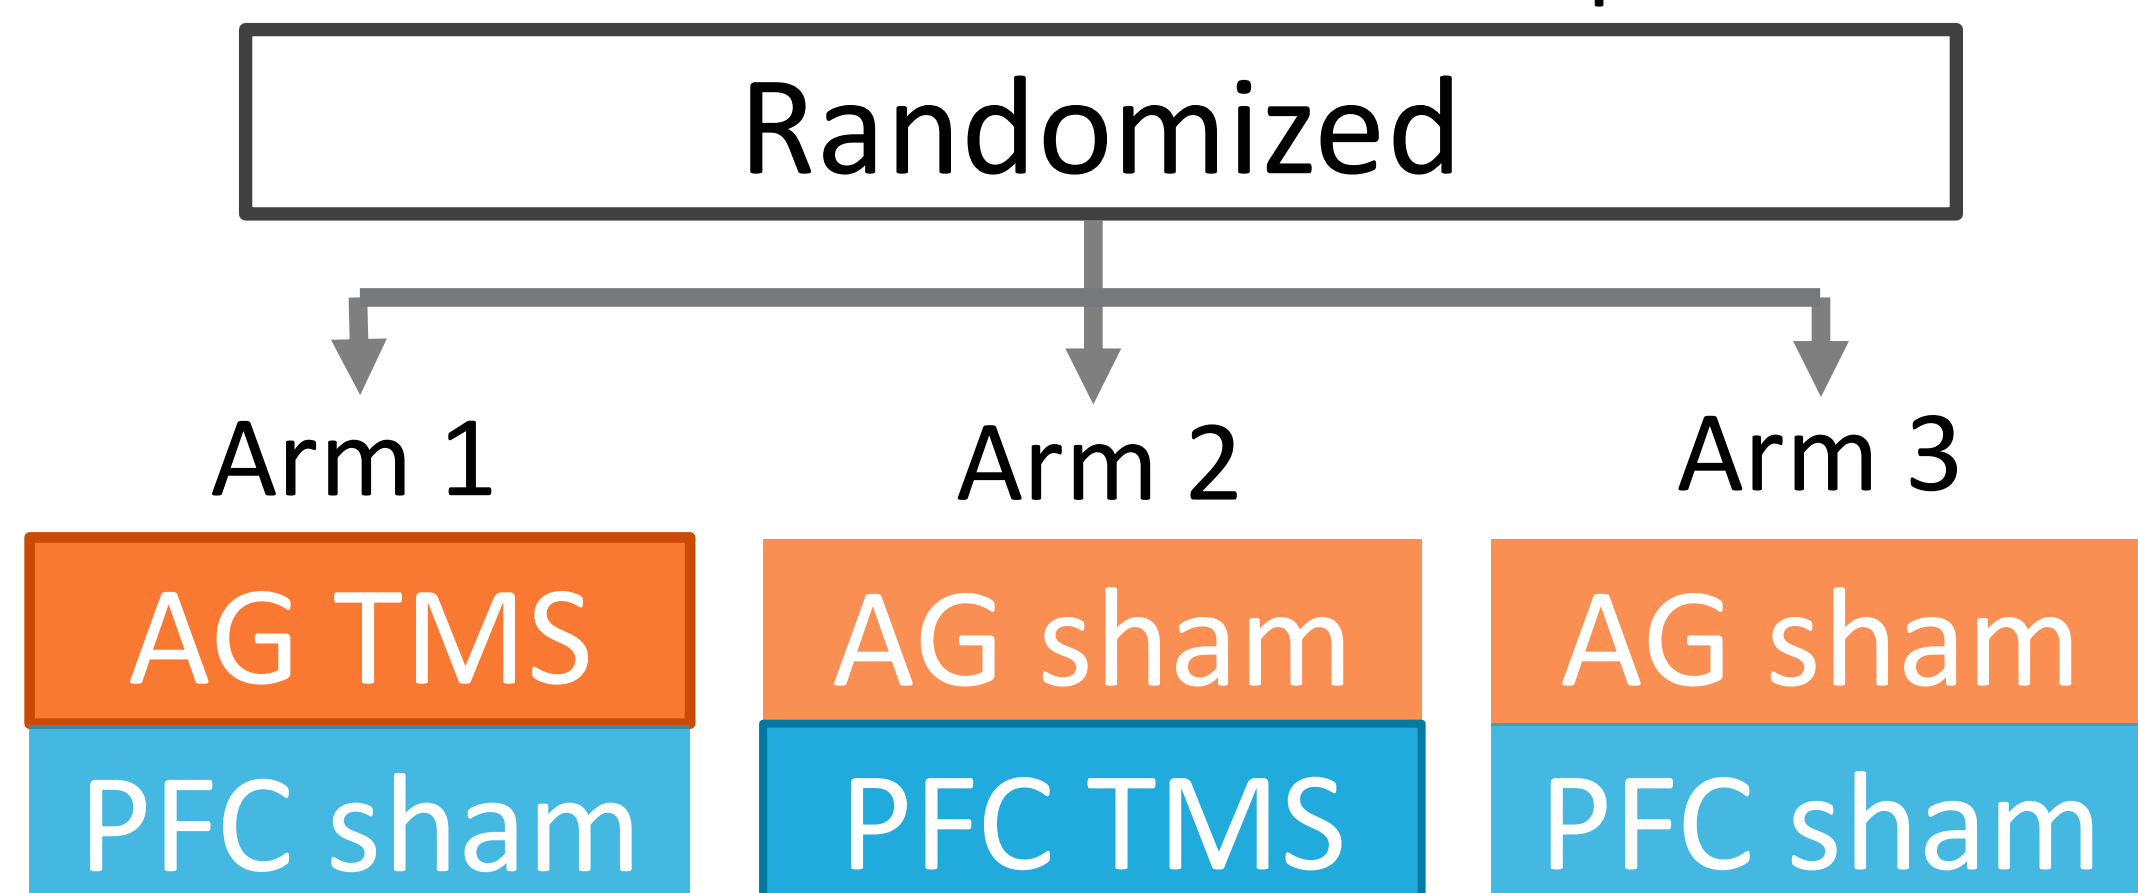 Randomized
Arm 1
Arm 2
Arm 3
AG TMS
AG sham
AG sham
PFC sham
PFC TMS
PFC sham